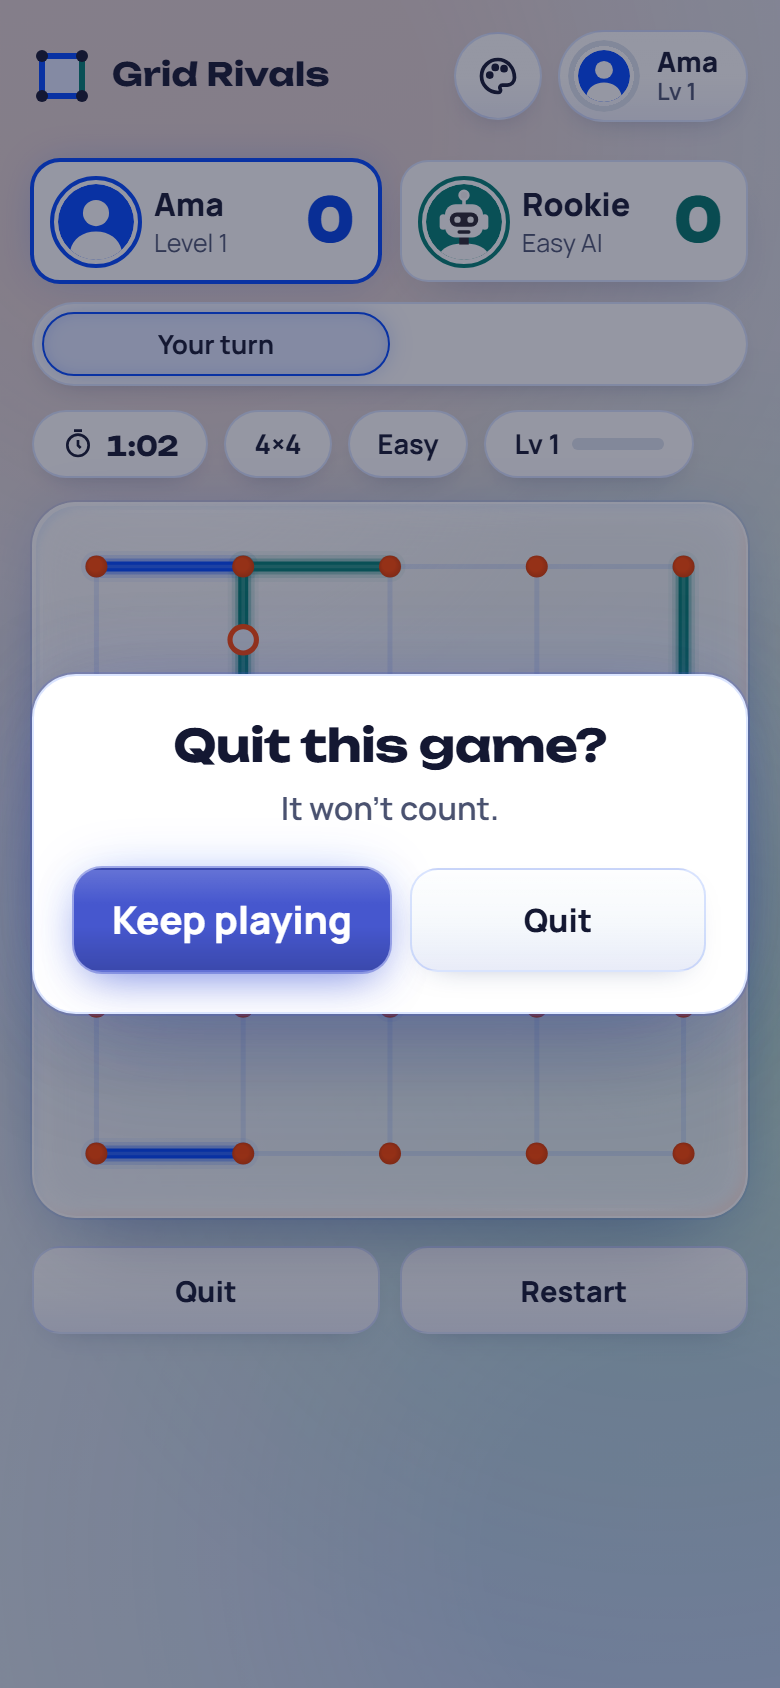 Grid Rivals
Ama
Lv 1
Ama
Level 1
0
Rookie
Easy AI
0
Your turn
1:02
4×4
Easy
Lv 1
Quit this game?
It won’t count.
Keep playing
Quit
Quit
Restart